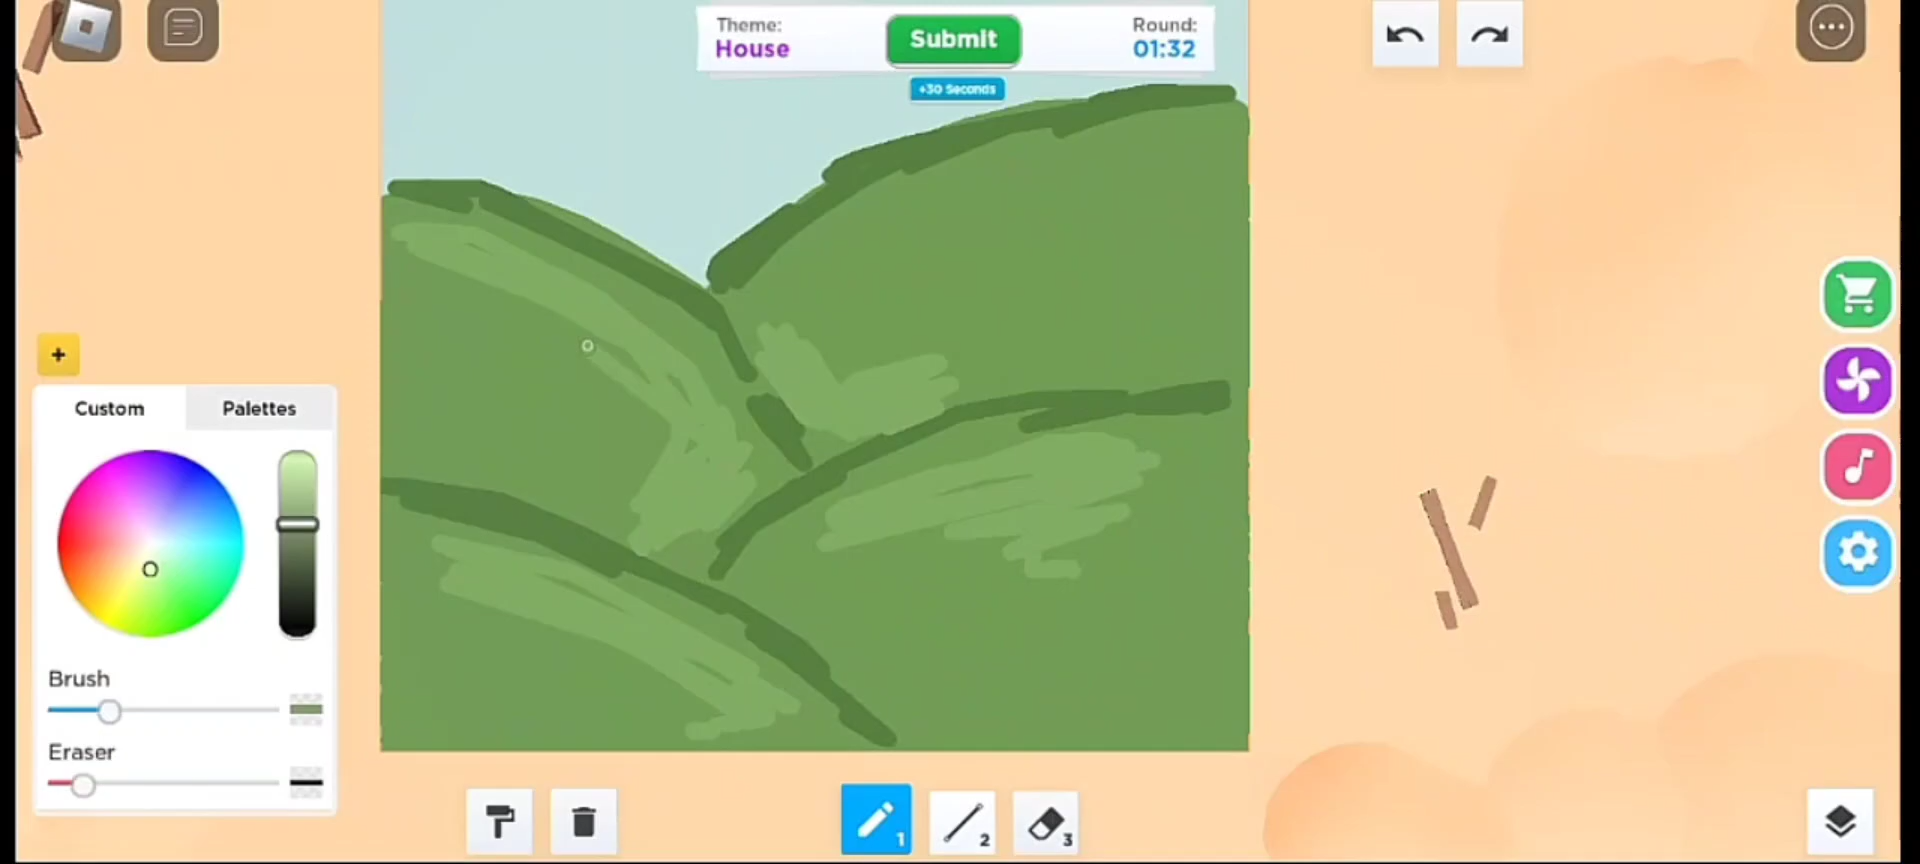 Theme:
House
Submit
Round:
01:32
+30 Seconds
+
Custom
Palettes
Brush
Eraser
1
2
3